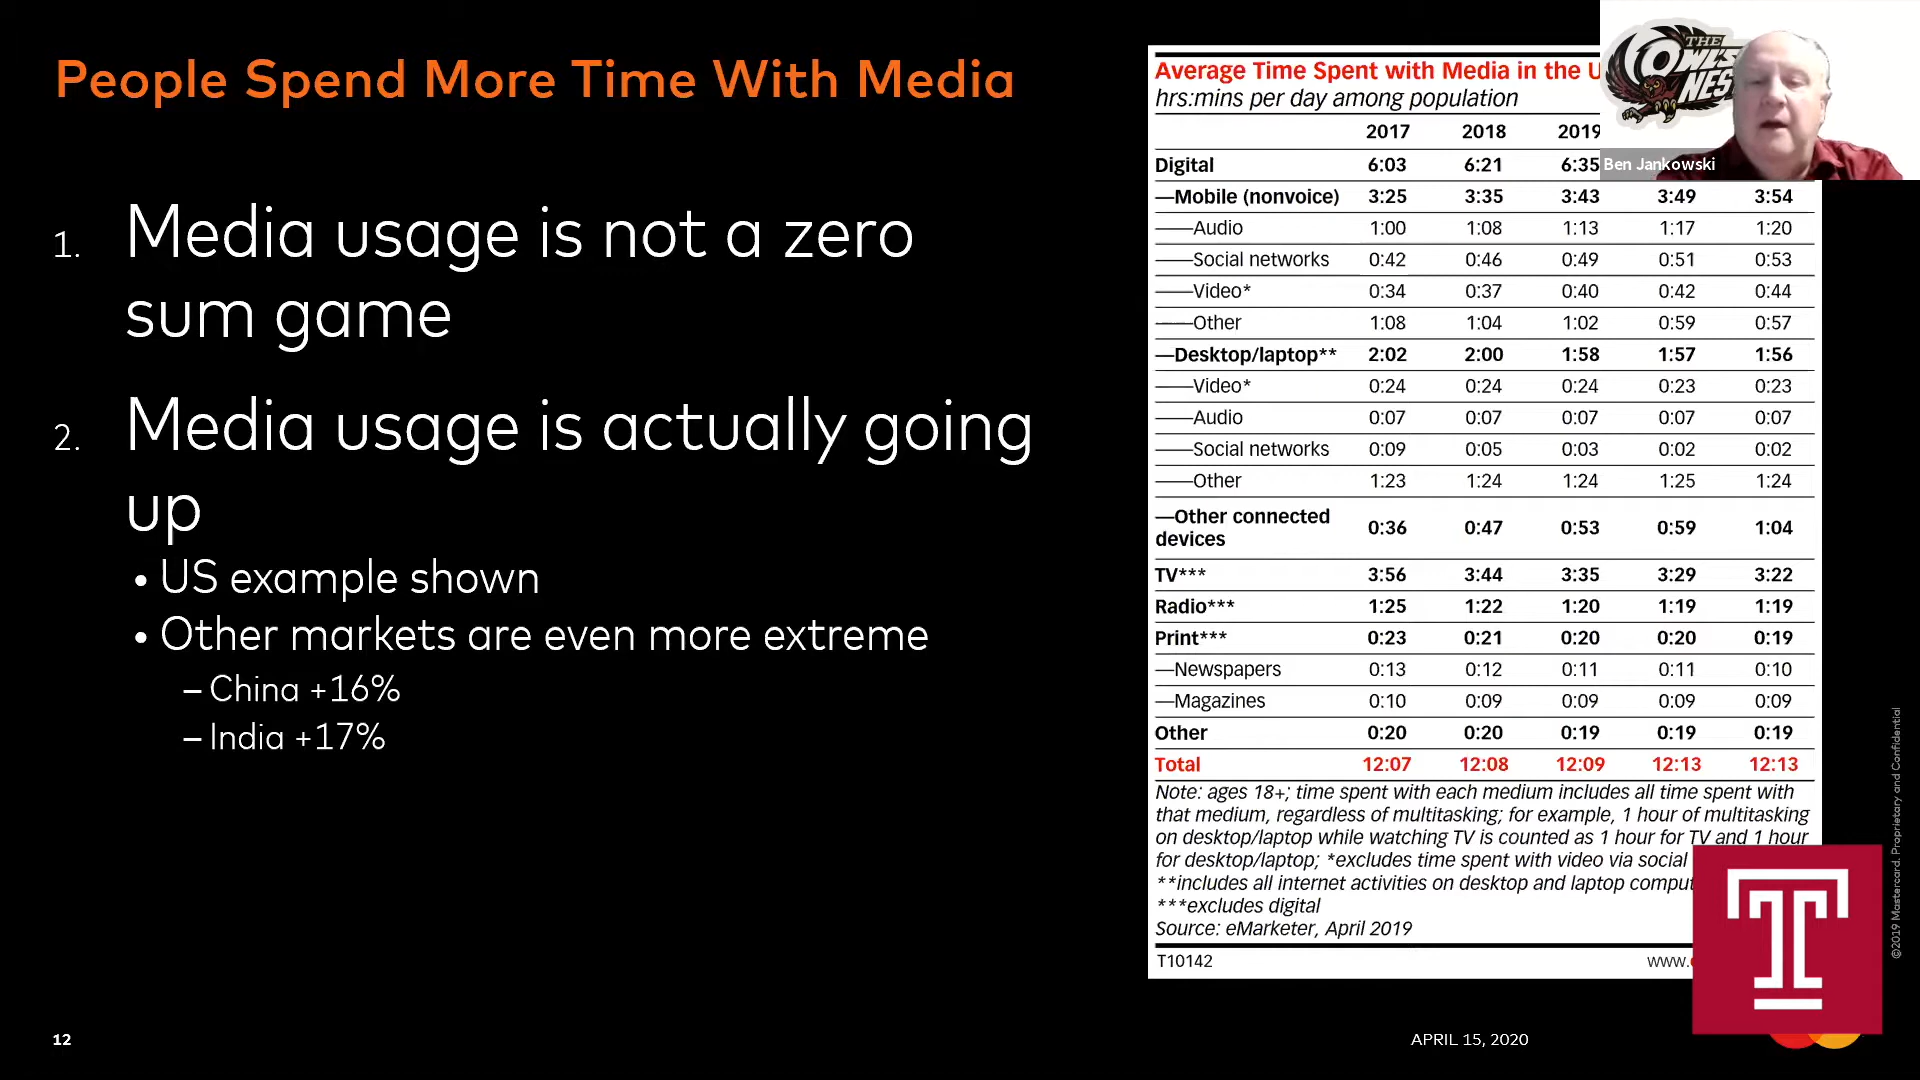 People Spend More Time With Media
1. Media usage is not a zero
sum game
2. Media usage is actually going
up
• US example shown
• Other markets are even more extreme
– China +16%
– India +17%
Average Time Spent with Media in the
hrs:mins per day among population
2017 2018 2019
Digital 6:03 6:21 6:35
—Mobile (nonvoice) 3:25 3:35 3:43 3:49 3:54
——Audio 1:00 1:08 1:13 1:17 1:20
——Social networks 0:42 0:46 0:49 0:51 0:53
——Video* 0:34 0:37 0:40 0:42 0:44
——Other 1:08 1:04 1:02 0:59 0:57
—Desktop/laptop** 2:02 2:00 1:58 1:57 1:56
——Video* 0:24 0:24 0:24 0:23 0:23
——Audio 0:07 0:07 0:07 0:07 0:07
——Social networks 0:09 0:05 0:03 0:02 0:02
——Other 1:23 1:24 1:24 1:25 1:24
—Other connected
devices 0:36 0:47 0:53 0:59 1:04
TV*** 3:56 3:44 3:35 3:29 3:22
Radio*** 1:25 1:22 1:20 1:19 1:19
Print*** 0:23 0:21 0:20 0:20 0:19
—Newspapers 0:13 0:12 0:11 0:11 0:10
—Magazines 0:10 0:09 0:09 0:09 0:09
Other 0:20 0:20 0:19 0:19 0:19
Total 12:07 12:08 12:09 12:13 12:13
Note: ages 18+; time spent with each medium includes all time spent with
that medium, regardless of multitasking; for example, 1 hour of multitasking
on desktop/laptop while watching TV is counted as 1 hour for TV and 1 hour
for desktop/laptop; *excludes time spent with video via social
**includes all internet activities on desktop and laptop
***excludes digital
Source: eMarketer, April 2019
T10142 www.
THE
OWL'S
NEST
Ben Jankowski
©2019 Mastercard. Proprietary and Confidential
T
12
APRIL 15, 2020